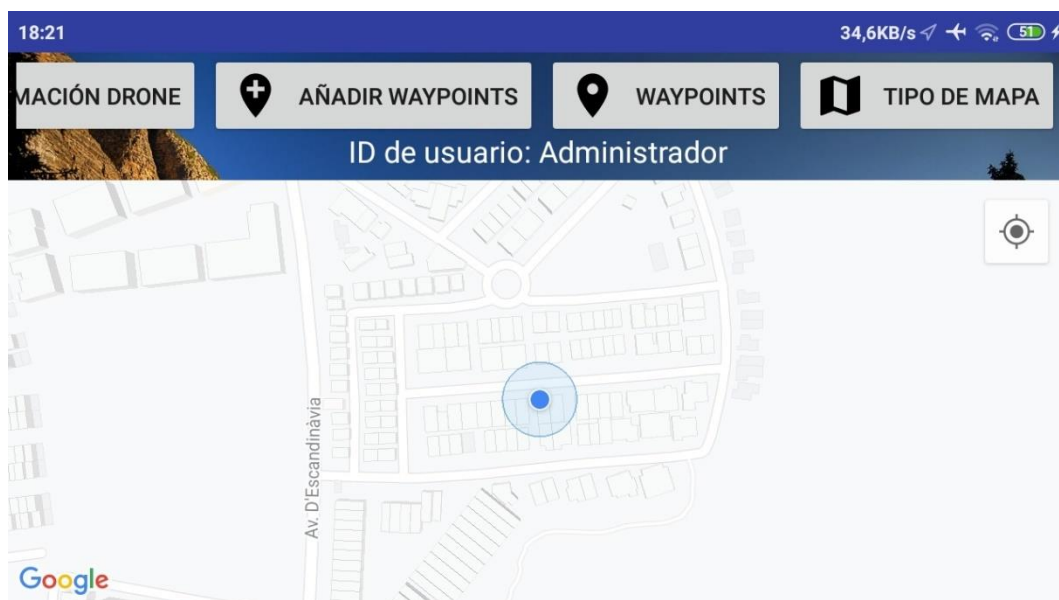 18:21
34,6KB/s
51
MACIÓN DRONE
AÑADIR WAYPOINTS
WAYPOINTS
TIPO DE MAPA
ID de usuario: Administrador
Av. D'Escandinàvia
Google